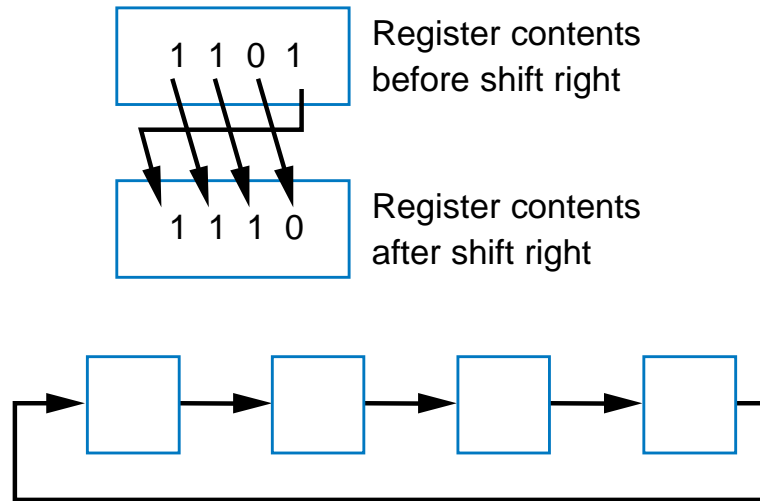 1 1 0 1
Register contents
before shift right
1 1 1 0
Register contents
after shift right